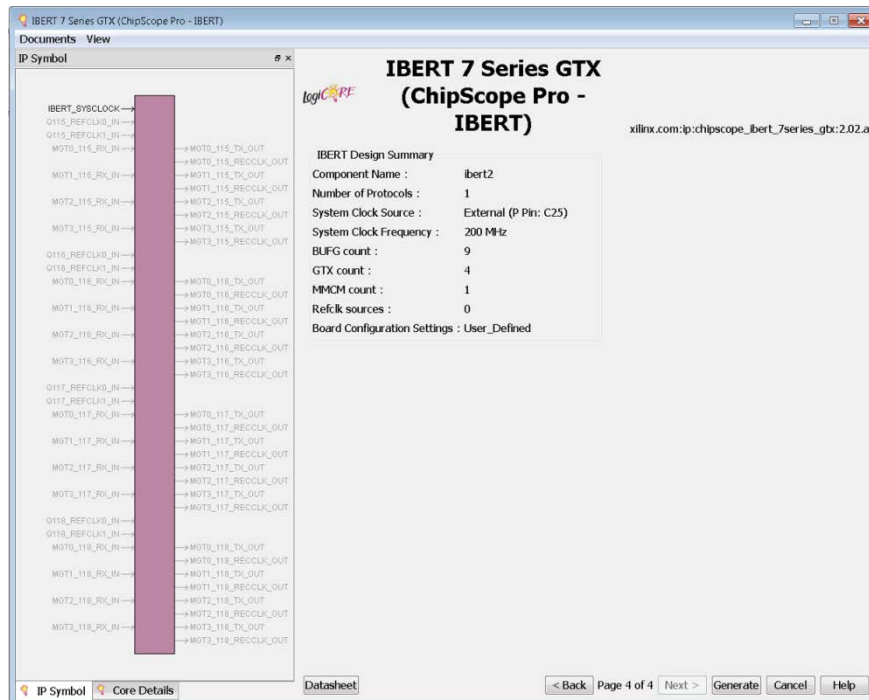 IBERT 7 Series GTX (ChipScope Pro - IBERT)
Documents View
IP Symbol
IBERT_SYSCLOCK
Q115_REFCLK0_IN
Q115_REFCLK1_IN
MGT0_115_RX_IN
MGT0_115_TX_OUT
MGT0_115_RECCLK_OUT
MGT1_115_RX_IN
MGT1_115_TX_OUT
MGT1_115_RECCLK_OUT
MGT2_115_RX_IN
MGT2_115_TX_OUT
MGT2_115_RECCLK_OUT
MGT3_115_RX_IN
MGT3_115_TX_OUT
MGT3_115_RECCLK_OUT
Q116_REFCLK0_IN
Q116_REFCLK1_IN
MGT0_116_RX_IN
MGT0_116_TX_OUT
MGT0_116_RECCLK_OUT
MGT1_116_RX_IN
MGT1_116_TX_OUT
MGT1_116_RECCLK_OUT
MGT2_116_RX_IN
MGT2_116_TX_OUT
MGT2_116_RECCLK_OUT
MGT3_116_RX_IN
MGT3_116_TX_OUT
MGT3_116_RECCLK_OUT
Q117_REFCLK0_IN
Q117_REFCLK1_IN
MGT0_117_RX_IN
MGT0_117_TX_OUT
MGT0_117_RECCLK_OUT
MGT1_117_RX_IN
MGT1_117_TX_OUT
MGT1_117_RECCLK_OUT
MGT2_117_RX_IN
MGT2_117_TX_OUT
MGT2_117_RECCLK_OUT
MGT3_117_RX_IN
MGT3_117_TX_OUT
MGT3_117_RECCLK_OUT
Q118_REFCLK0_IN
Q118_REFCLK1_IN
MGT0_118_RX_IN
MGT0_118_TX_OUT
MGT0_118_RECCLK_OUT
MGT1_118_RX_IN
MGT1_118_TX_OUT
MGT1_118_RECCLK_OUT
MGT2_118_RX_IN
MGT2_118_TX_OUT
MGT2_118_RECCLK_OUT
MGT3_118_RX_IN
MGT3_118_TX_OUT
MGT3_118_RECCLK_OUT
IP Symbol Core Details
logiCORE
IBERT 7 Series GTX
(ChipScope Pro -
IBERT)
xilinx.com:ip:chipscope_ibert_7series_gtx:2.02.a
IBERT Design Summary
Component Name : ibert2
Number of Protocols : 1
System Clock Source : External (P Pin: C25)
System Clock Frequency : 200 MHz
BUFG count : 9
GTX count : 4
MMCM count : 1
Refclk sources : 0
Board Configuration Settings : User_Defined
Datasheet < Back Page 4 of 4 Next > Generate Cancel Help